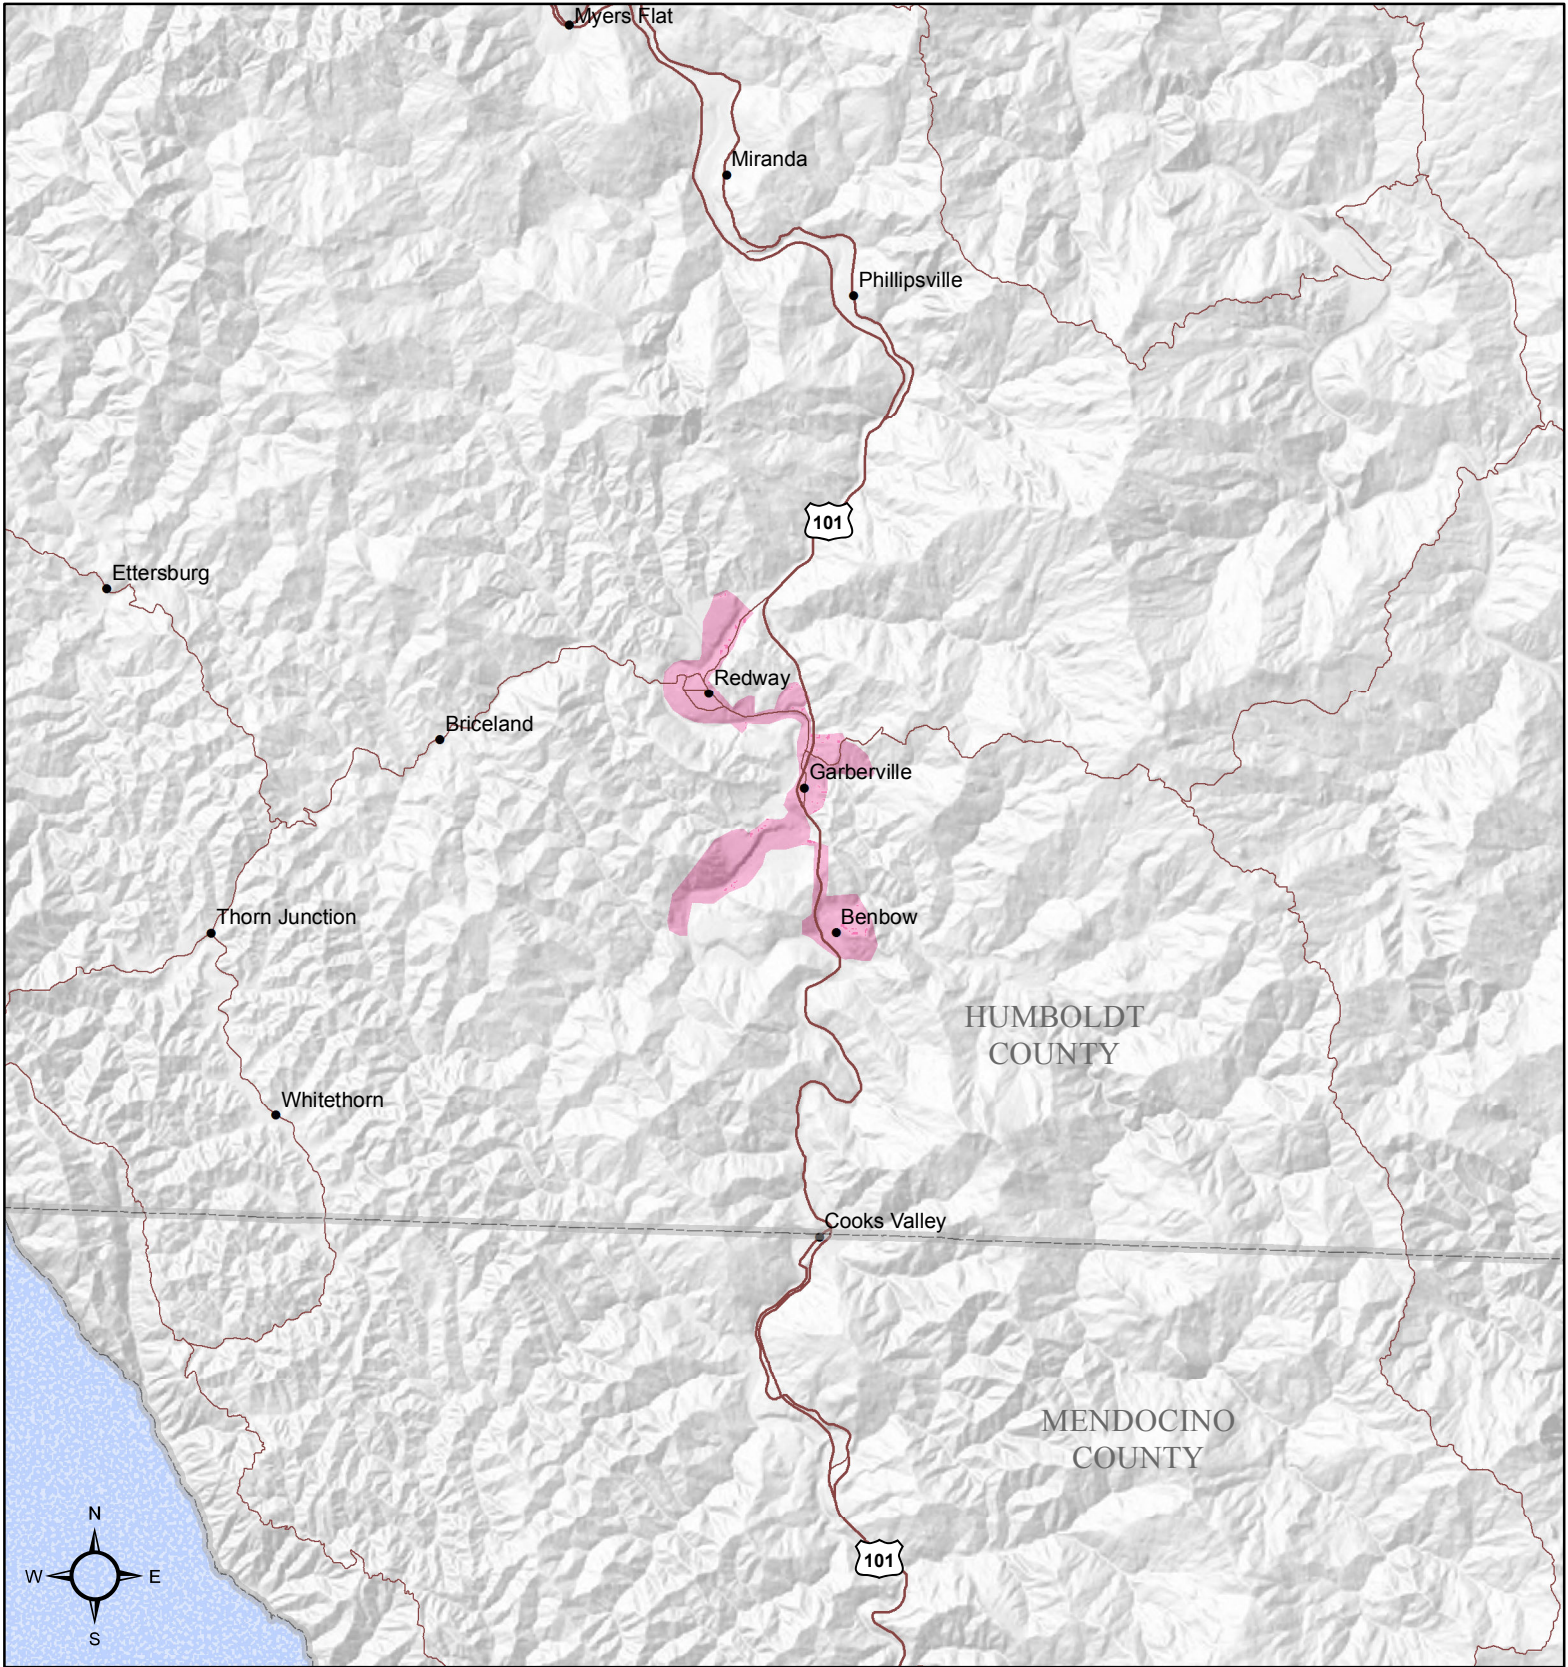 Myers Flat
Miranda
Phillipsville
101
Ettersburg
Redway
Briceland
Garberville
Thorn Junction
Benbow
HUMBOLDT
COUNTY
Whitethorn
Cooks Valley
MENDOCINO
COUNTY
101
N
W
E
S